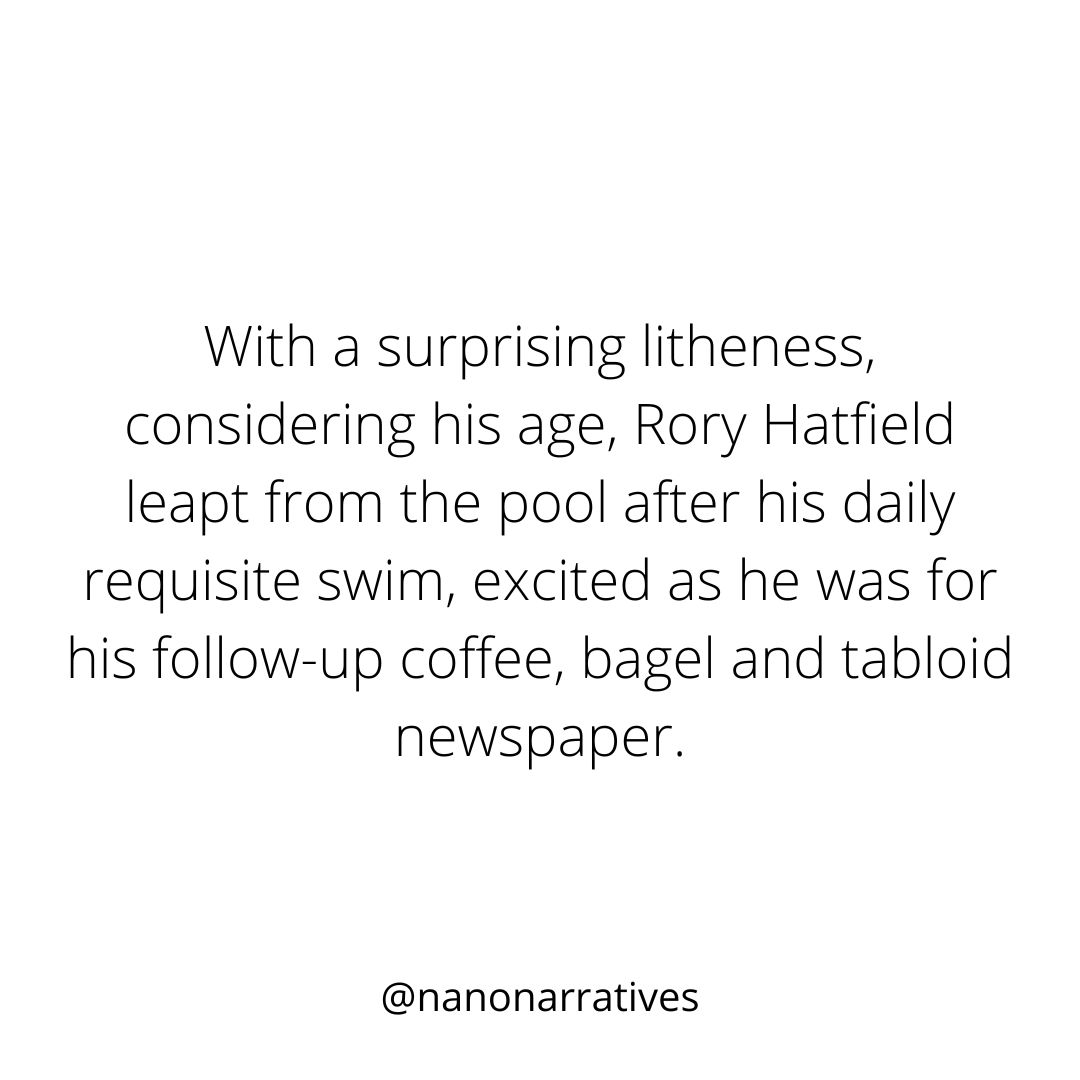 With a surprising litheness,
considering his age, Rory Hatfield
leapt from the pool after his daily
requisite swim, excited as he was for
his follow-up coffee, bagel and tabloid
newspaper.
@nanonarratives